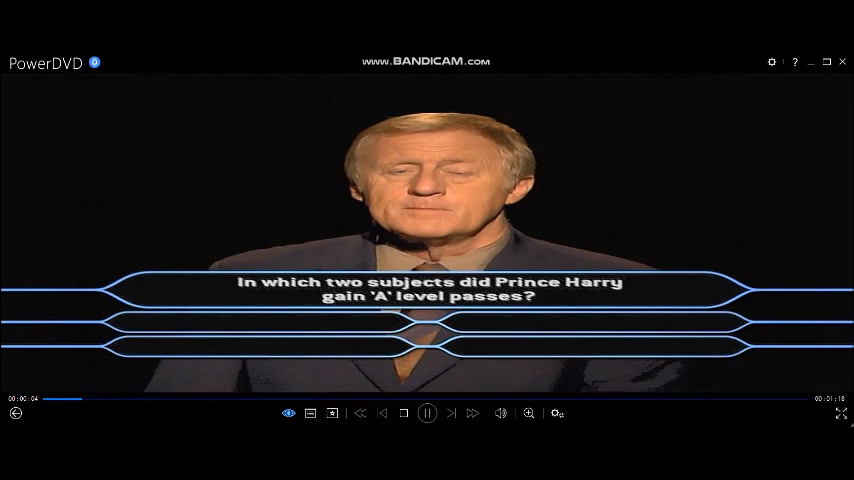 PowerDVD
www.BANDICAM.com
?
In which two subjects did Prince Harry
gain 'A' level passes?
00:00:04
00:01:18